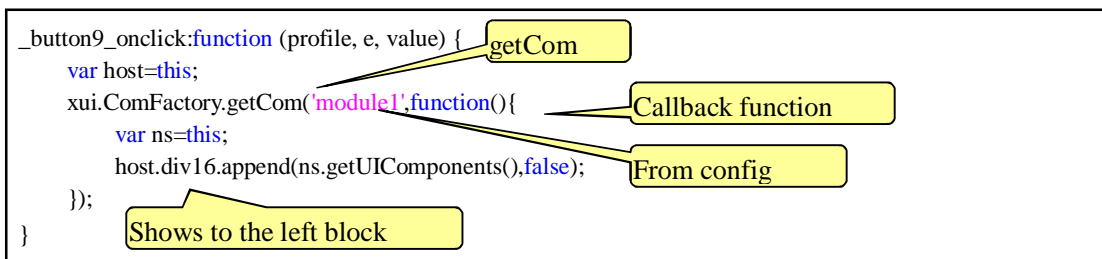 _button9_onclick:function (profile, e, value) {
getCom
var host=this;
xui.ComFactory.getCom('module1',function(){
Callback function
var ns=this;
host.div16.append(ns.getUIComponents(),false);
From config
});
Shows to the left block
}